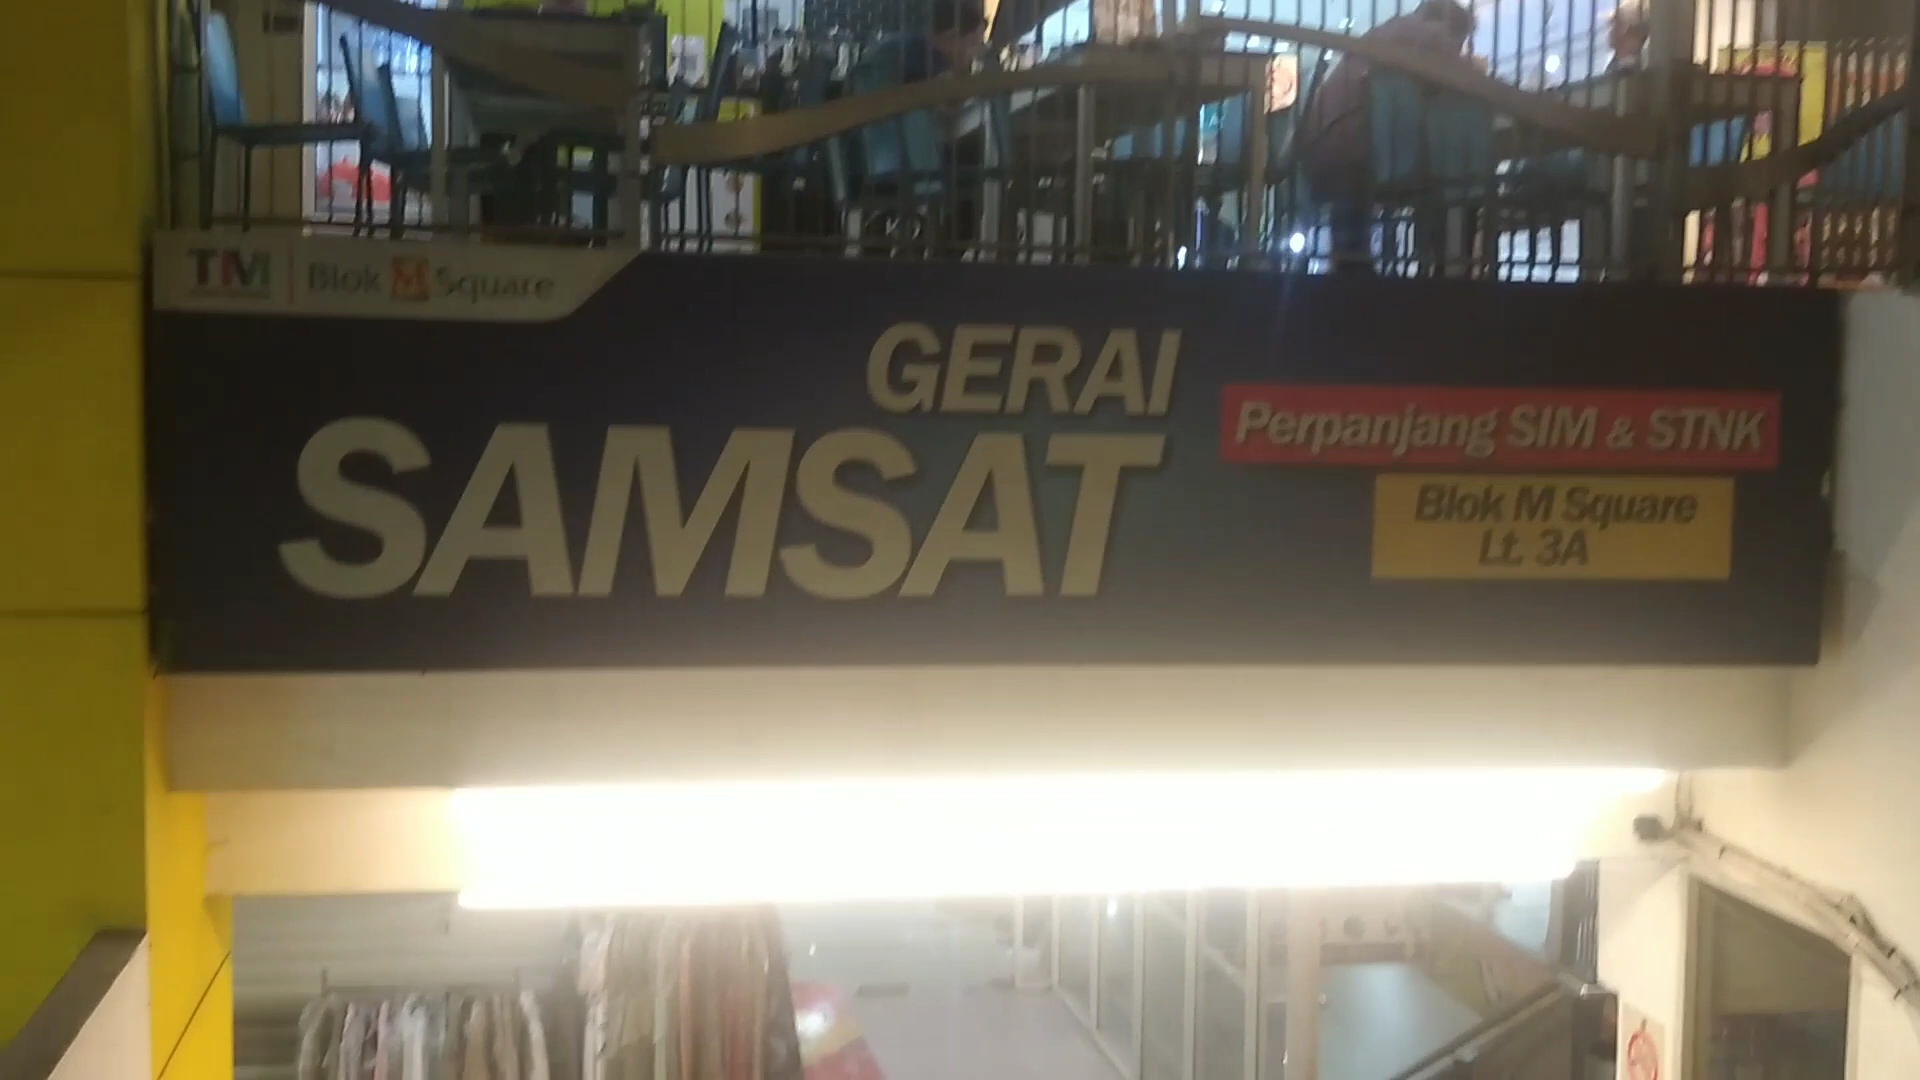 TM Blok M Square
GERAI
SAMSAT
Perpanjang SIM & STNK
Blok M Square
Lt. 3A